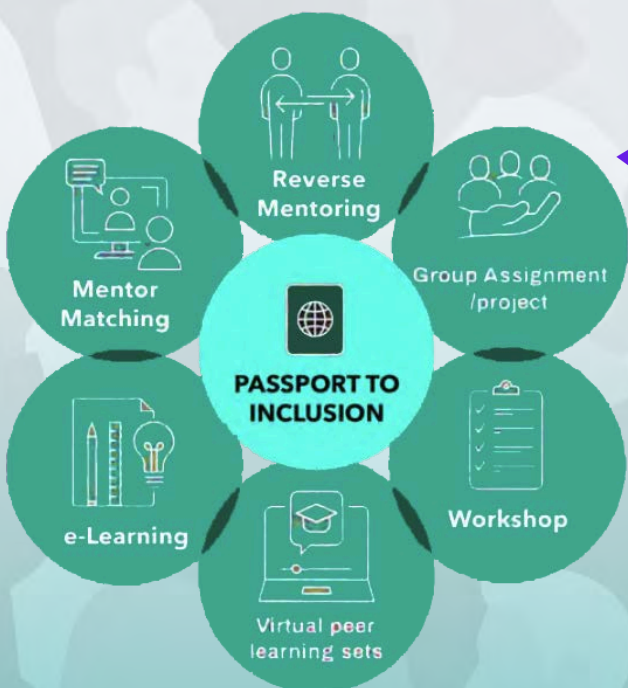 Reverse
Mentoring
Group Assignment
/project
Mentor
Matching
PASSPORT TO
INCLUSION
Workshop
e-Learning
Virtual peer
learning sets